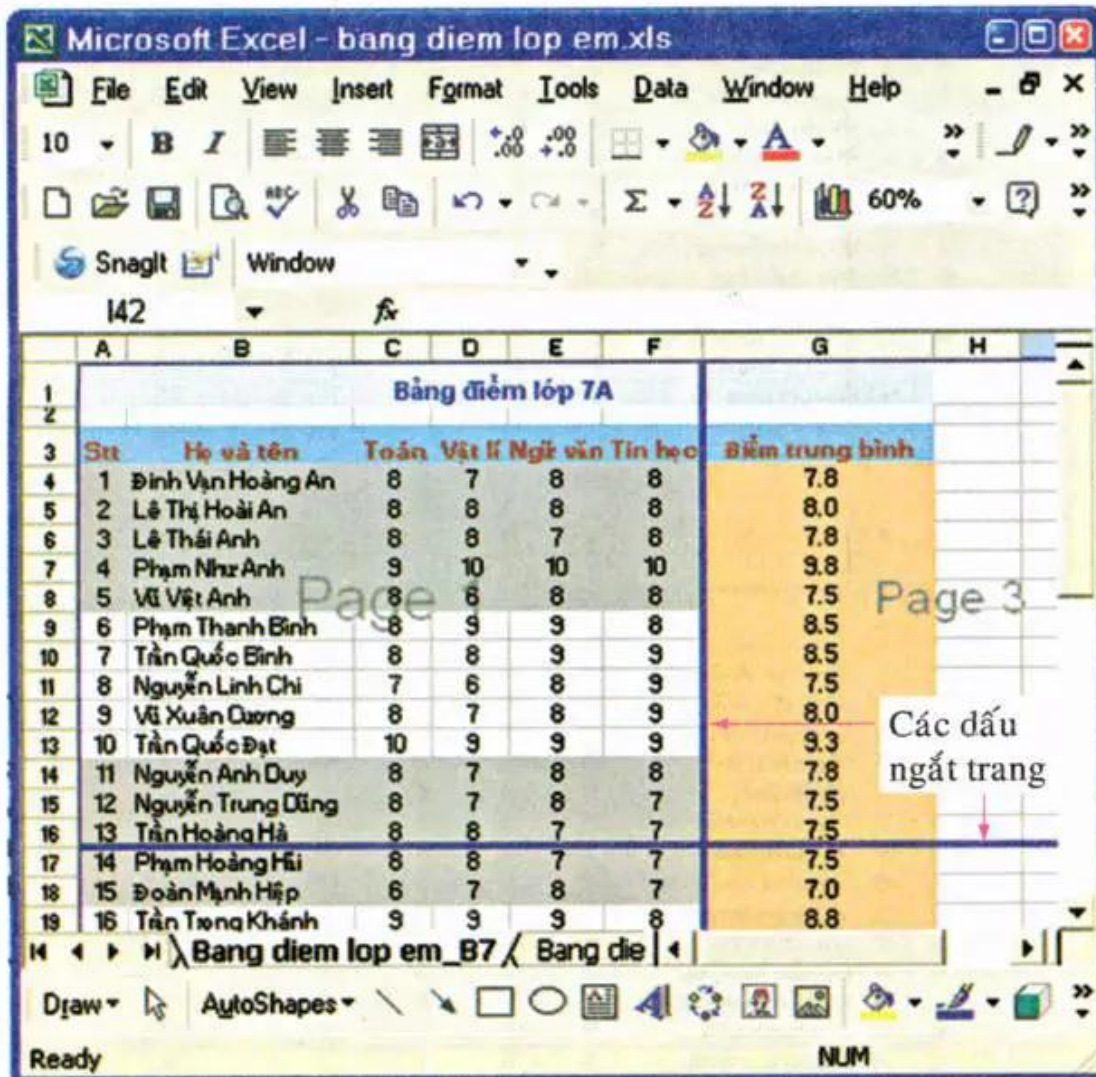 Microsoft Excel - bang diem lop em.xls
File Edit View Insert Format Tools Data Window Help
10 B I
ABC Σ 60%
SnagIt Window
I42 fx
A B C D E F G H
1 Bảng điểm lớp 7A
2
3 Stt Họ và tên Toán Vật lí Ngữ văn Tin học Điểm trung bình
4 1 Đinh Vạn Hoàng An 8 7 8 8 7.8
5 2 Lê Thị Hoài An 8 8 8 8 8.0
6 3 Lê Thái Anh 8 8 7 8 7.8
7 4 Phạm Như Anh 9 10 10 10 9.8
8 5 Vũ Việt Anh 8 6 8 8 7.5
Page 1 Page 3
9 6 Phạm Thanh Bình 8 9 9 8 8.5
10 7 Trần Quốc Bình 8 8 9 9 8.5
11 8 Nguyễn Linh Chi 7 6 8 9 7.5
12 9 Vũ Xuân Cương 8 7 8 9 8.0
13 10 Trần Quốc Đạt 10 9 9 9 9.3
Các dấu
ngắt trang
14 11 Nguyễn Anh Duy 8 7 8 8 7.8
15 12 Nguyễn Trung Dũng 8 7 8 7 7.5
16 13 Trần Hoàng Hà 8 8 7 7 7.5
17 14 Phạm Hoàng Hải 8 8 7 7 7.5
18 15 Đoàn Mạnh Hiệp 6 7 8 7 7.0
19 16 Trần Trọng Khánh 9 9 9 8 8.8
Bang diem lop em_B7 Bang die
Draw AutoShapes
Ready NUM